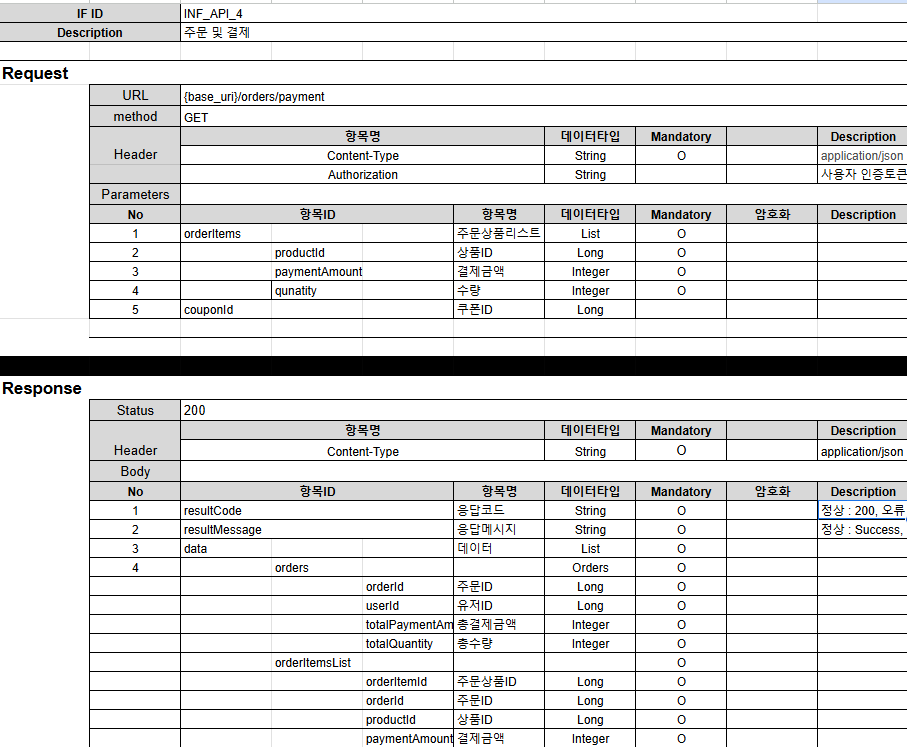 IF ID INF_API_4
Description 주문 및 결제
Request
URL {base_uri}/orders/payment
method GET
Header 항목명 데이터타입 Mandatory Description
Content-Type String O application/json
Authorization String 사용자 인증토큰
Parameters
No 항목ID 항목명 데이터타입 Mandatory 암호화 Description
1 orderItems 주문상품리스트 List O
2 productId 상품ID Long O
3 paymentAmount 결제금액 Integer O
4 qunatity 수량 Integer O
5 couponId 쿠폰ID Long
Response
Status 200
Header 항목명 데이터타입 Mandatory Description
Content-Type String O application/json
Body
No 항목ID 항목명 데이터타입 Mandatory 암호화 Description
1 resultCode 응답코드 String O 정상 : 200, 오류
2 resultMessage 응답메시지 String O 정상 : Success,
3 data 데이터 List O
4 orders Orders O
orderId 주문ID Long O
userId 유저ID Long O
totalPaymentAm 총결제금액 Integer O
totalQuantity 총수량 Integer O
orderItemsList O
orderItemId 주문상품ID Long O
orderId 주문ID Long O
productId 상품ID Long O
paymentAmount 결제금액 Integer O